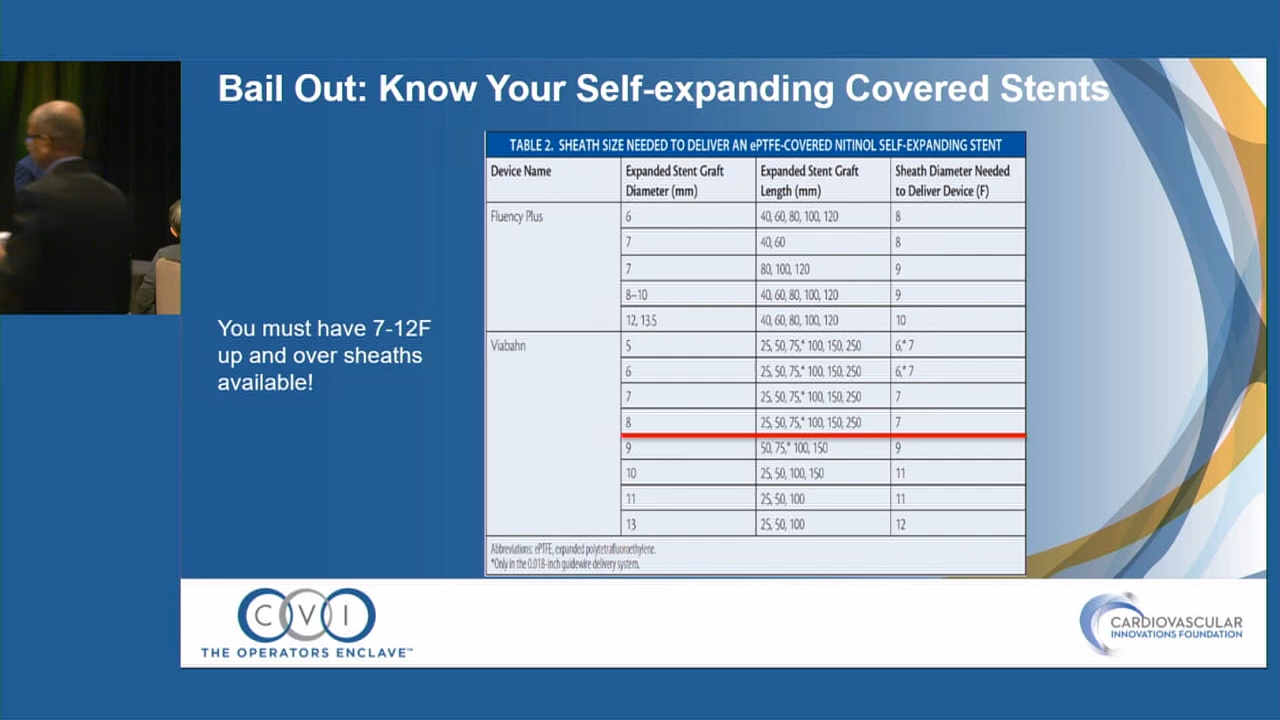 Bail Out: Know Your Self-expanding Covered Stents
You must have 7-12F
up and over sheaths
available!
TABLE 2. SHEATH SIZE NEEDED TO DELIVER AN ePTFE-COVERED NITINOL SELF-EXPANDING STENT
Device Name Expanded Stent Graft Expanded Stent Graft Sheath Diameter Needed
Diameter (mm) Length (mm) to Deliver Device (F)
Fluency Plus 6 40, 60, 80, 100, 120 8
7 40, 60 8
7 80, 100, 120 9
8–10 40, 60, 80, 100, 120 9
12, 13.5 40, 60, 80, 100, 120 10
Viabahn 5 25, 50, 75,* 100, 150, 250 6,* 7
6 25, 50, 75,* 100, 150, 250 6,* 7
7 25, 50, 75,* 100, 150, 250 7
8 25, 50, 75,* 100, 150, 250 7
9 50, 75,* 100, 150 9
10 25, 50, 100, 150 11
11 25, 50, 100 11
13 25, 50, 100 12
Abbreviations: ePTFE, expanded polytetrafluoroethylene.
*Only in the 0.018-inch guidewire delivery system.
CVI
THE OPERATORS ENCLAVE™
CARDIOVASCULAR
INNOVATIONS FOUNDATION